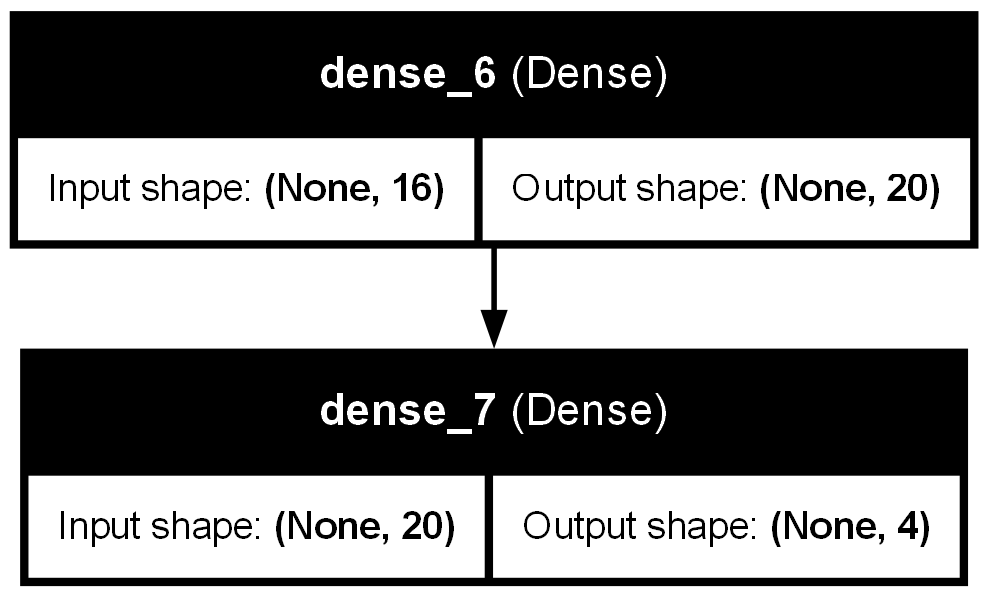 dense_6 (Dense)
Input shape: (None, 16)
Output shape: (None, 20)
dense_7 (Dense)
Input shape: (None, 20)
Output shape: (None, 4)